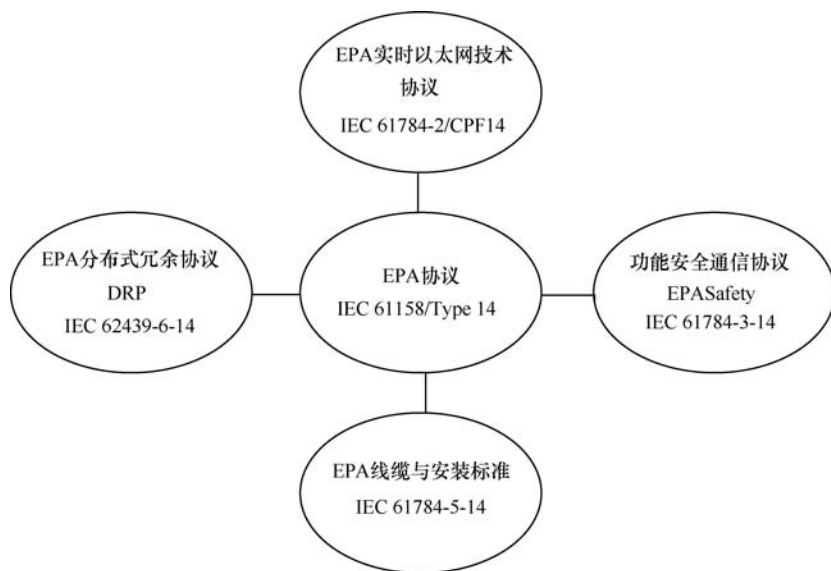 EPA实时以太网技术
协议
IEC 61784-2/CPF14
EPA分布式冗余协议
DRP
IEC 62439-6-14
EPA协议
IEC 61158/Type 14
功能安全通信协议
EPASafety
IEC 61784-3-14
EPA线缆与安装标准
IEC 61784-5-14